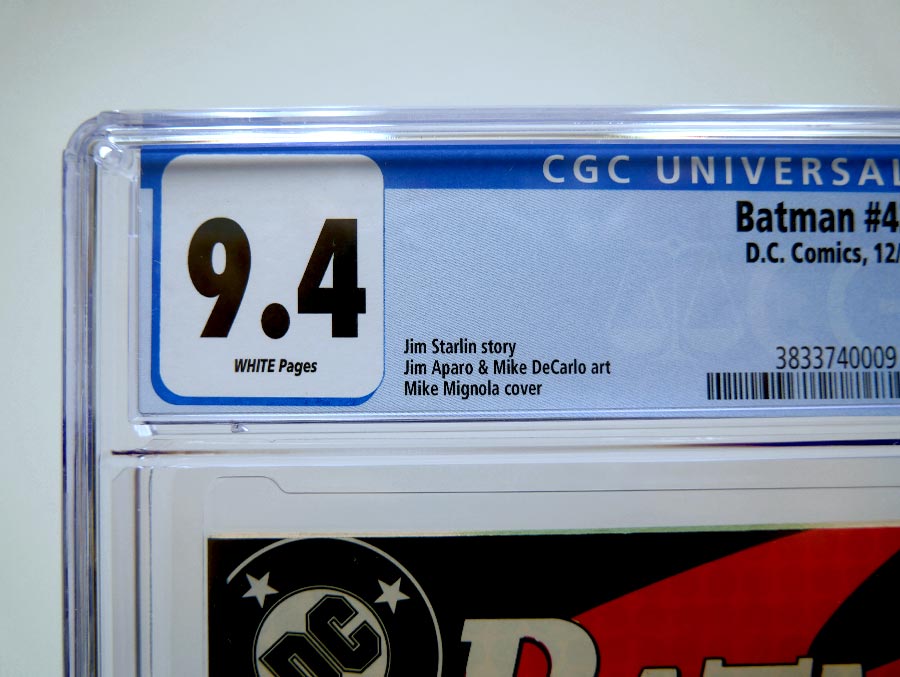 CGC UNIVERSAL
9.4
WHITE Pages
Batman #4
D.C. Comics, 12/
Jim Starlin story
Jim Aparo & Mike DeCarlo art
Mike Mignola cover
3833740009
DC
BAT